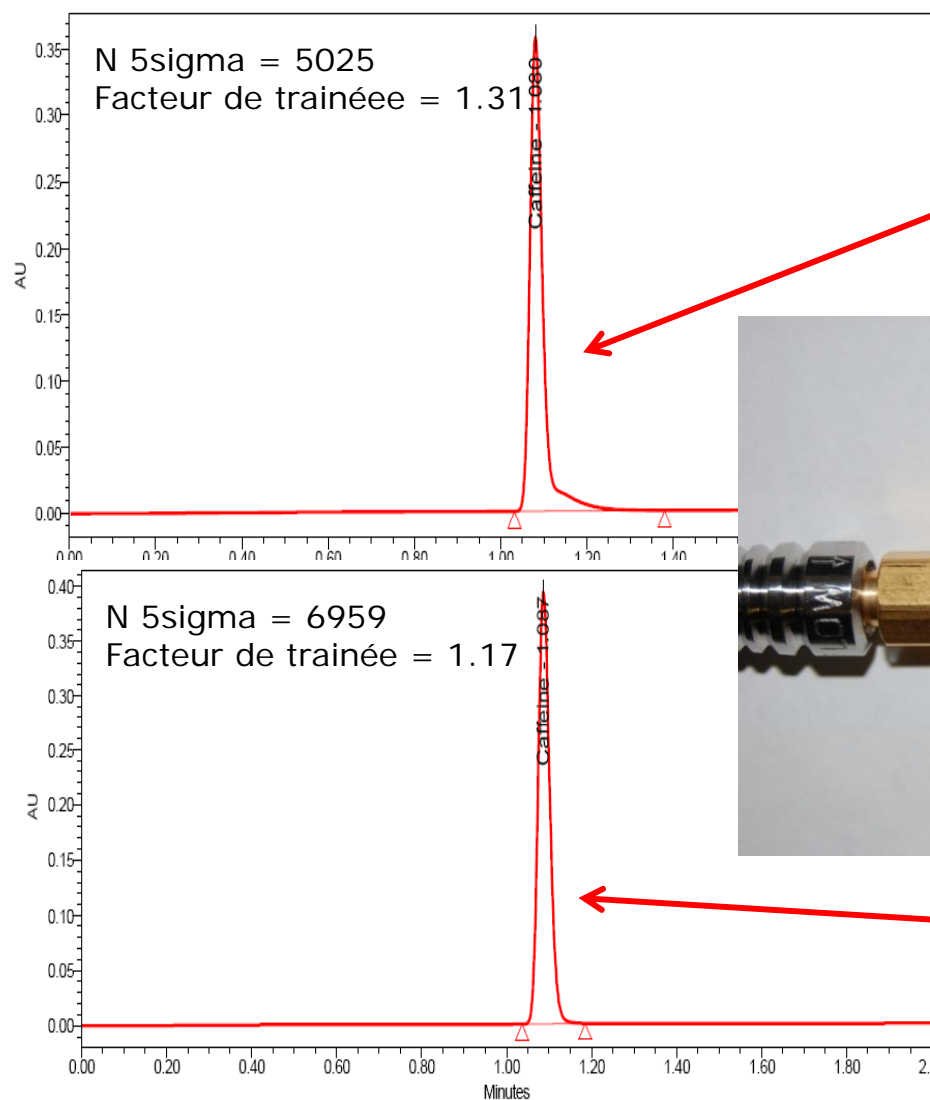 N 5sigma = 5025
Facteur de trainéee = 1.31
Caffeine - 1.080
AU
0.35
0.30
0.25
0.20
0.15
0.10
0.05
0.00
0.00 0.20 0.40 0.60 0.80 1.00 1.20 1.40
N 5sigma = 6959
Facteur de trainée = 1.17
Caffeine - 1.087
AU
0.40
0.35
0.30
0.25
0.20
0.15
0.10
0.05
0.00
0.00 0.20 0.40 0.60 0.80 1.00 1.20 1.40 1.60 1.80
Minutes